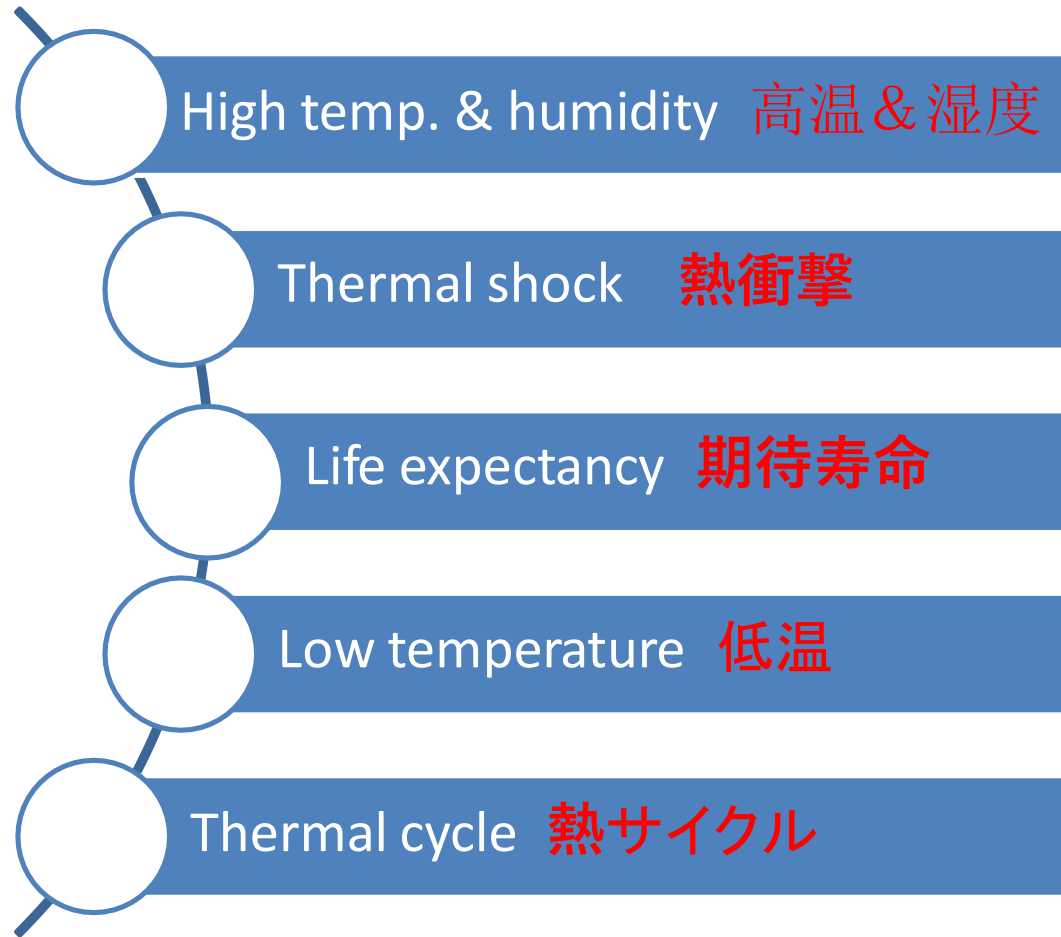 High temp. & humidity 高温＆湿度
Thermal shock 熱衝撃
Life expectancy 期待寿命
Low temperature 低温
Thermal cycle 熱サイクル